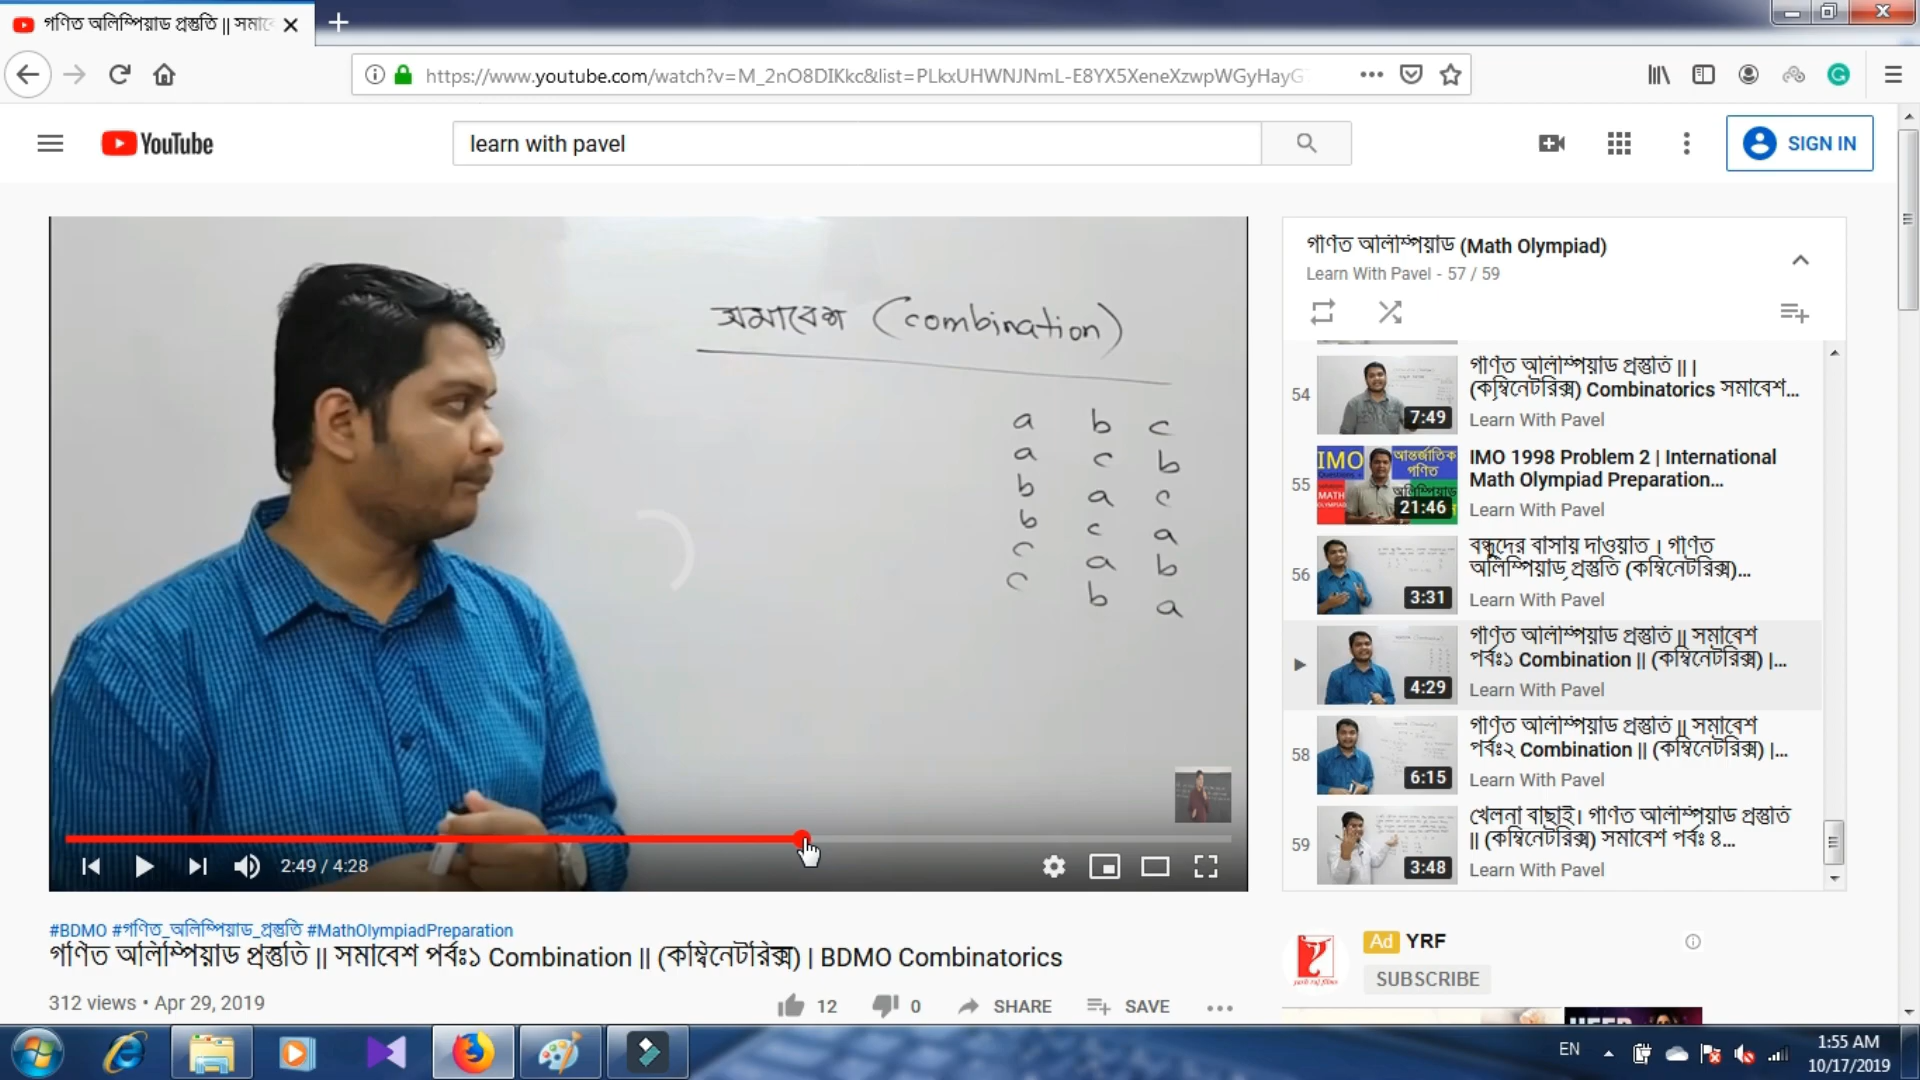 গণিত অলিম্পিয়াড প্রস্তুতি || সমাবে
https://www.youtube.com/watch?v=M_2nO8DIKkc&list=PLkxUHWNJNmL-E8YX5XeneXzwpWGyHayG
YouTube
learn with pavel
SIGN IN
সমাবেশ (combination)
a b c
a c b
b a c
b c a
c a b
c b a
2:49 / 4:28
#BDMO #গণিত_অলিম্পিয়াড_প্রস্তুতি #MathOlympiadPreparation
গণিত অলিম্পিয়াড প্রস্তুতি || সমাবেশ পর্বঃ১ Combination || (কম্বিনেটরিক্স) | BDMO Combinatorics
312 views • Apr 29, 2019
12
0
SHARE
SAVE
গণিত অলিম্পিয়াড (Math Olympiad)
Learn With Pavel - 57 / 59
54
7:49
গণিত অলিম্পিয়াড প্রস্তুতি || |
(কম্বিনেটরিক্স) Combinatorics সমাবেশ...
Learn With Pavel
55
IMO
আন্তর্জাতিক
গণিত
MATH
21:46
IMO 1998 Problem 2 | International
Math Olympiad Preparation...
Learn With Pavel
56
3:31
বন্ধুদের বাসায় দাওয়াত । গণিত
অলিম্পিয়াড প্রস্তুতি (কম্বিনেটরিক্স)...
Learn With Pavel
4:29
গণিত অলিম্পিয়াড প্রস্তুতি || সমাবেশ
পর্বঃ১ Combination || (কম্বিনেটরিক্স) |...
Learn With Pavel
58
6:15
গণিত অলিম্পিয়াড প্রস্তুতি || সমাবেশ
পর্বঃ২ Combination || (কম্বিনেটরিক্স) |...
Learn With Pavel
59
3:48
খেলনা বাছাই। গণিত অলিম্পিয়াড প্রস্তুতি
|| (কম্বিনেটরিক্স) সমাবেশ পর্বঃ ৪...
Learn With Pavel
Ad YRF
SUBSCRIBE
EN
1:55 AM
10/17/2019